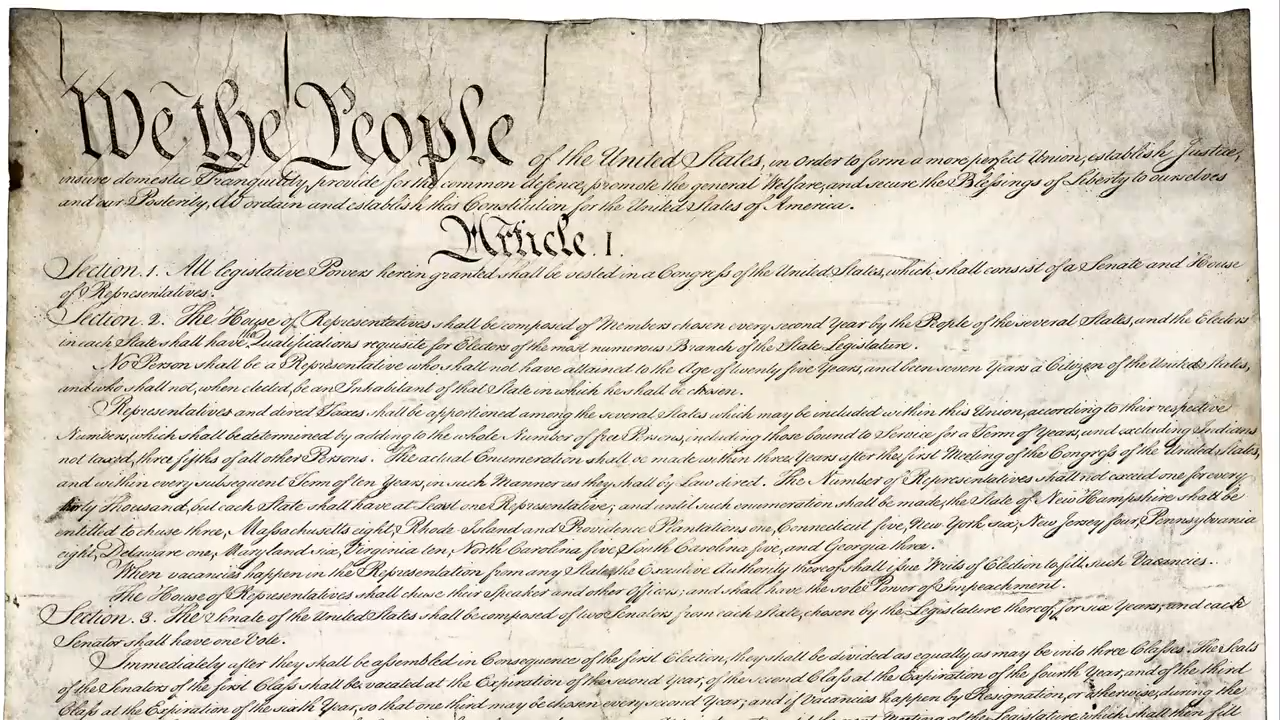 We the People of the United States, in Order to form a more perfect Union, establish Justice,
insure domestic Tranquility, provide for the common defence, promote the general Welfare, and secure the Blessings of Liberty to ourselves
and our Posterity, do ordain and establish this Constitution for the United States of America.
Article. I.
Section. 1. All legislative Powers herein granted shall be vested in a Congress of the United States, which shall consist of a Senate and House
of Representatives.
Section. 2. The House of Representatives shall be composed of Members chosen every second Year by the People of the several States, and the Electors
in each State shall have the Qualifications requisite for Electors of the most numerous Branch of the State Legislature.
No Person shall be a Representative who shall not have attained to the Age of twenty five Years, and been seven Years a Citizen of the United States,
and who shall not, when elected, be an Inhabitant of that State in which he shall be chosen.
Representatives and direct Taxes shall be apportioned among the several States which may be included within this Union, according to their respective
Numbers, which shall be determined by adding to the whole Number of free Persons, including those bound to Service for a Term of Years, and excluding Indians
not taxed, three fifths of all other Persons. The actual Enumeration shall be made within three Years after the first Meeting of the Congress of the United States,
and within every subsequent Term of ten Years, in such Manner as they shall by Law direct. The Number of Representatives shall not exceed one for every
thirty Thousand, but each State shall have at Least one Representative; and until such enumeration shall be made, the State of New Hampshire shall be
entitled to chuse three, Massachusetts eight, Rhode Island and Providence Plantations one, Connecticut five, New York six, New Jersey four, Pennsylvania
eight, Delaware one, Maryland six, Virginia ten, North Carolina five, South Carolina five, and Georgia three.
When vacancies happen in the Representation from any State, the Executive Authority thereof shall issue Writs of Election to fill such Vacancies.
The House of Representatives shall chuse their Speaker and other Officers; and shall have the sole Power of Impeachment.
Section. 3. The Senate of the United States shall be composed of two Senators from each State, chosen by the Legislature thereof, for six Years; and each
Senator shall have one Vote.
Immediately after they shall be assembled in Consequence of the first Election, they shall be divided as equally as may be into three Classes. The Seats
of the Senators of the first Class shall be vacated at the Expiration of the second Year, of the second Class at the Expiration of the fourth Year, and of the third
Class at the Expiration of the sixth Year, so that one third may be chosen every second Year; and if Vacancies happen by Resignation, or otherwise, during the
Meeting of the Legislature, which shall then fill